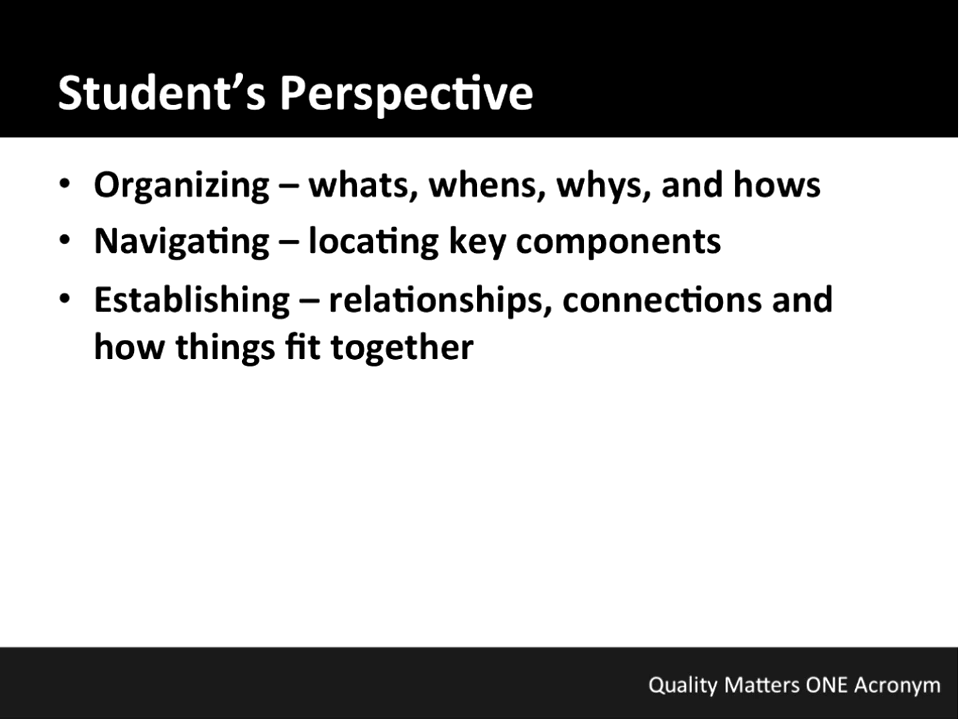 Student’s Perspective
• Organizing – whats, whens, whys, and hows
• Navigating – locating key components
• Establishing – relationships, connections and
how things fit together
Quality Matters ONE Acronym